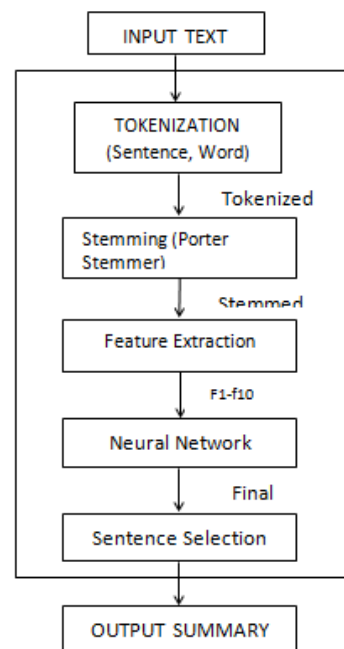 INPUT TEXT
TOKENIZATION
(Sentence, Word)
Tokenized
Stemming (Porter
Stemmer)
Stemmed
Feature Extraction
F1-f10
Neural Network
Final
Sentence Selection
OUTPUT SUMMARY